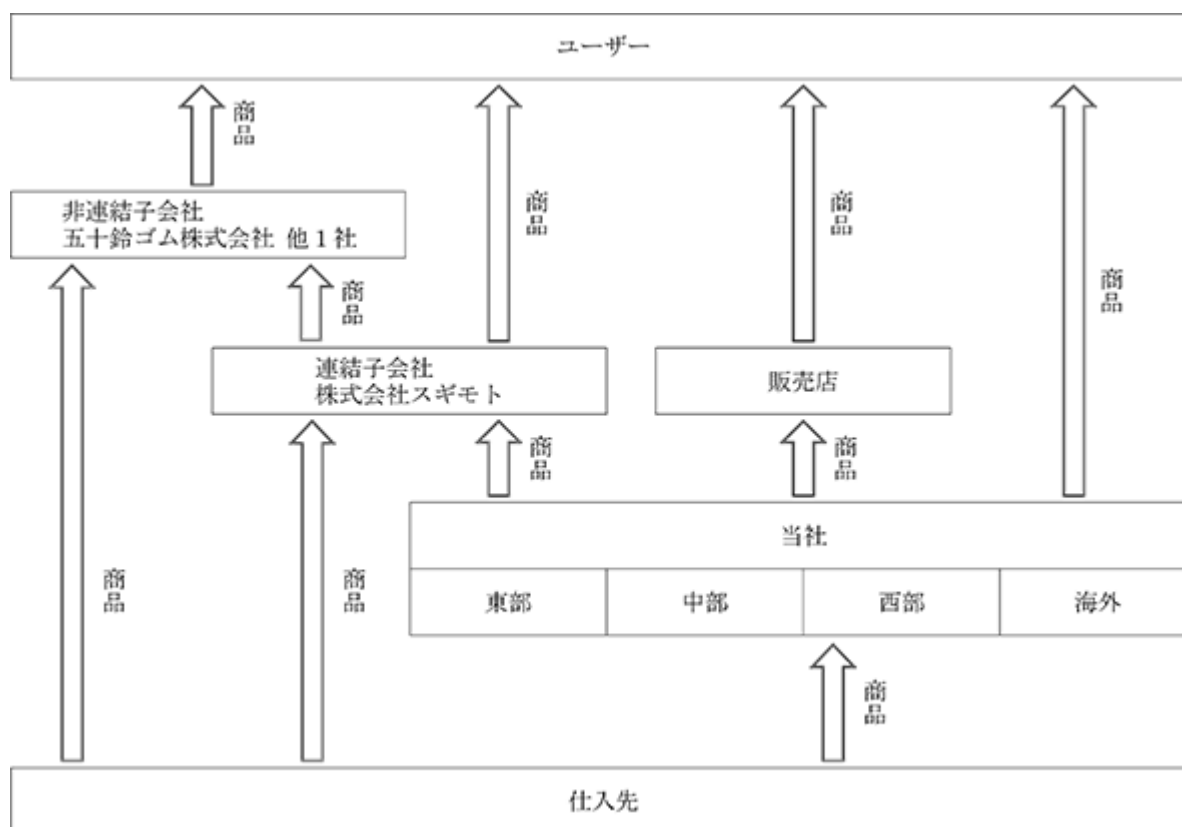 ユーザー
商品
非連結子会社
五十鈴ゴム株式会社 他1社
商品
商品
商品
商品
連結子会社
株式会社スギモト
販売店
商品
商品
当社
東部
中部
西部
海外
商品
商品
商品
仕入先